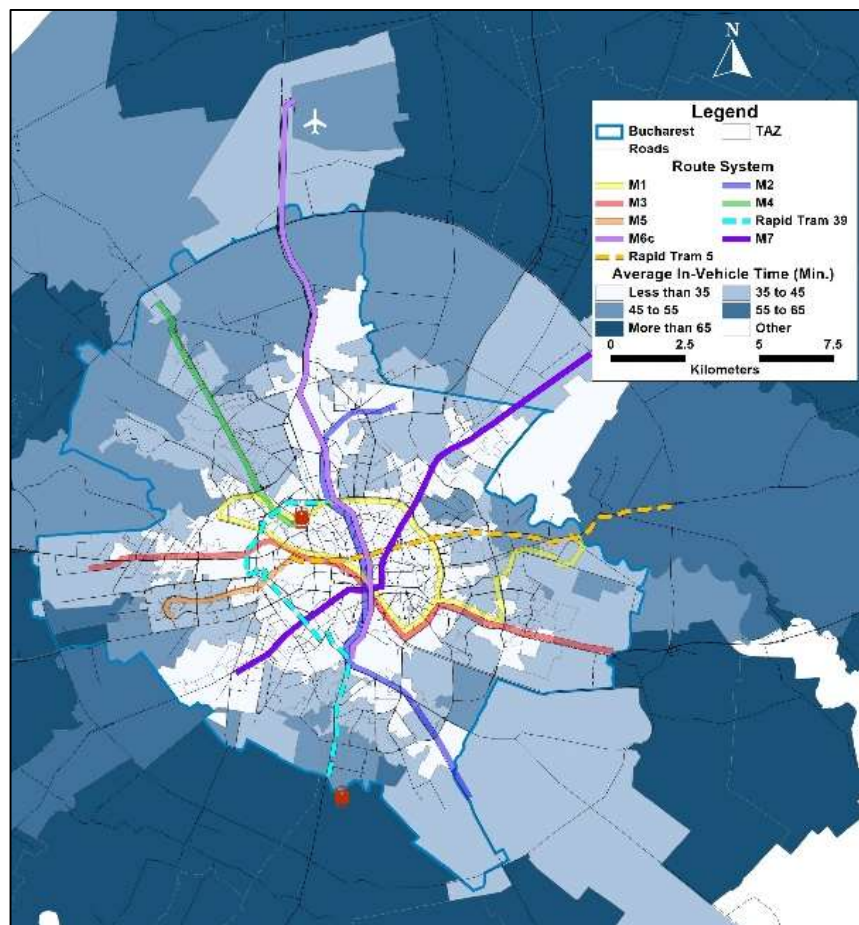 N
Legend
Bucharest TAZ
Roads
Route System
M1 M2
M3 M4
M5 Rapid Tram 39
M6c M7
Rapid Tram 5
Average In-Vehicle Time (Min.)
Less than 35 35 to 45
45 to 55 55 to 65
More than 65 Other
0 2.5 5 7.5
Kilometers